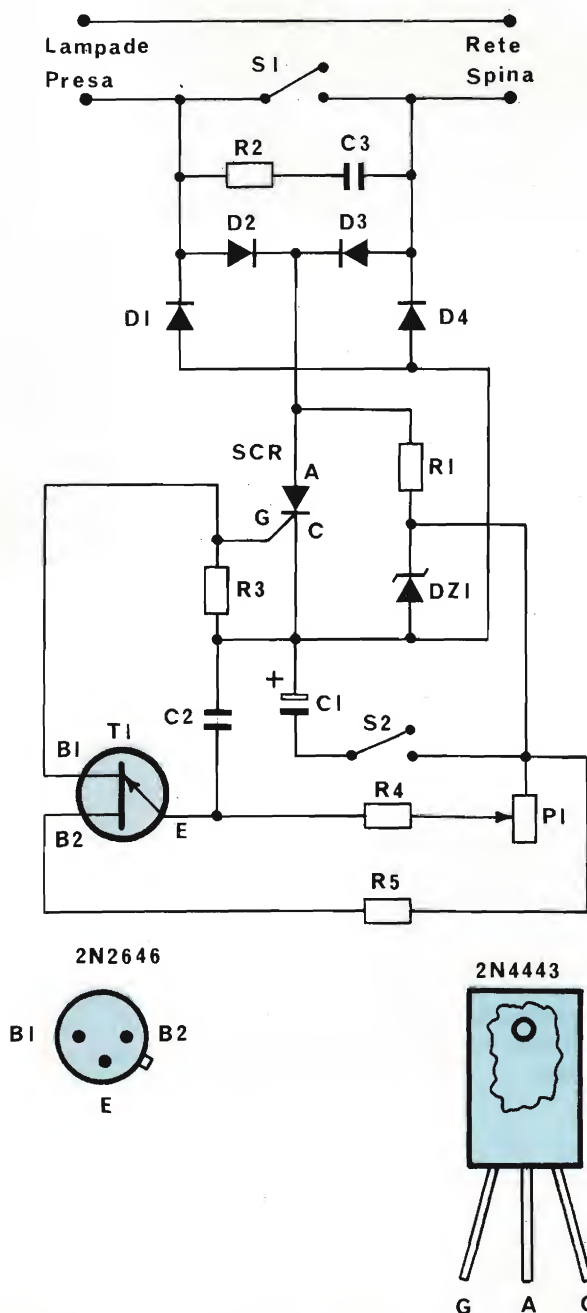 Lampade Rete
Presa S1 Spina
R2 C3
D2 D3
D1 D4
SCR A R1
G C
R3 DZ1
+ C1
C2 S2
T1
B1 R4 P1
B2 E
R5
2N2646 2N4443
B1 B2
E
G A